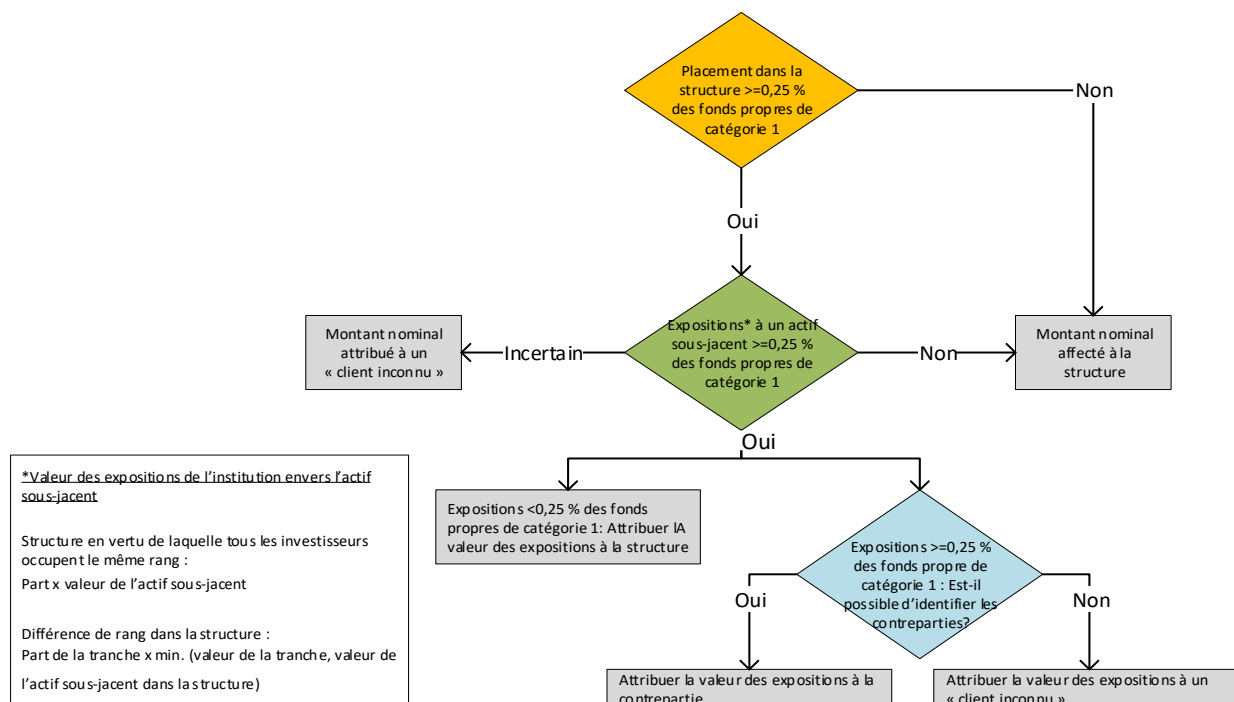 Placement dans la
structure >=0,25 %
des fonds propres de
catégorie 1
Non
Oui
Expositions* à un actif
sous-jacent >=0,25 %
des fonds propres de
catégorie 1
Incertain
Montant nominal
attribué à un
« client inconnu »
Non
Montant nominal
affecté à la
structure
Oui
*Valeur des expositions de l'institution envers l'actif
sous-jacent
Structure en vertu de laquelle tous les investisseurs
occupent le même rang :
Part x valeur de l'actif sous-jacent
Différence de rang dans la structure :
Part de la tranche x min. (valeur de la tranche, valeur de
l'actif sous-jacent dans la structure)
Expositions <0,25 % des fonds
propres de catégorie 1: Attribuer lA
valeur des expositions à la structure
Expositions >=0,25 %
des fonds propre de
catégorie 1 : Est-il
possible d'identifier les
contreparties?
Oui
Non
Attribuer la valeur des expositions à la
contrepartie
Attribuer la valeur des expositions à un
« client inconnu »